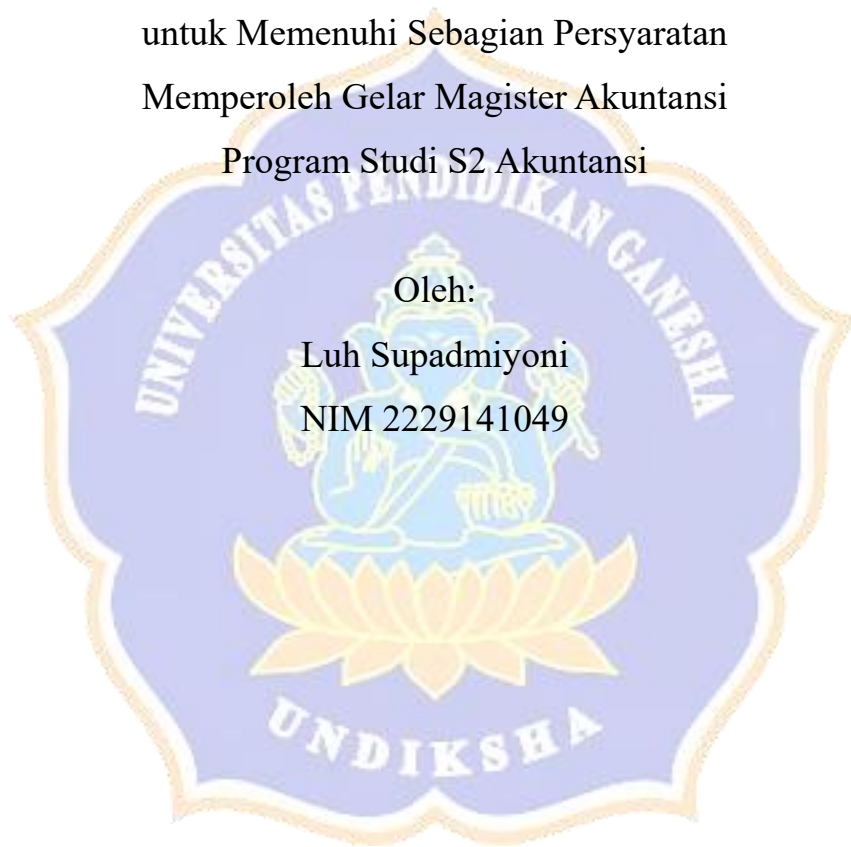 untuk Memenuhi Sebagian Persyaratan
Memperoleh Gelar Magister Akuntansi
Program Studi S2 Akuntansi
UNIVERSITAS PENDIDIKAN GANESHA
Oleh:
Luh Supadmiyoni
NIM 2229141049
UNDIKSHA